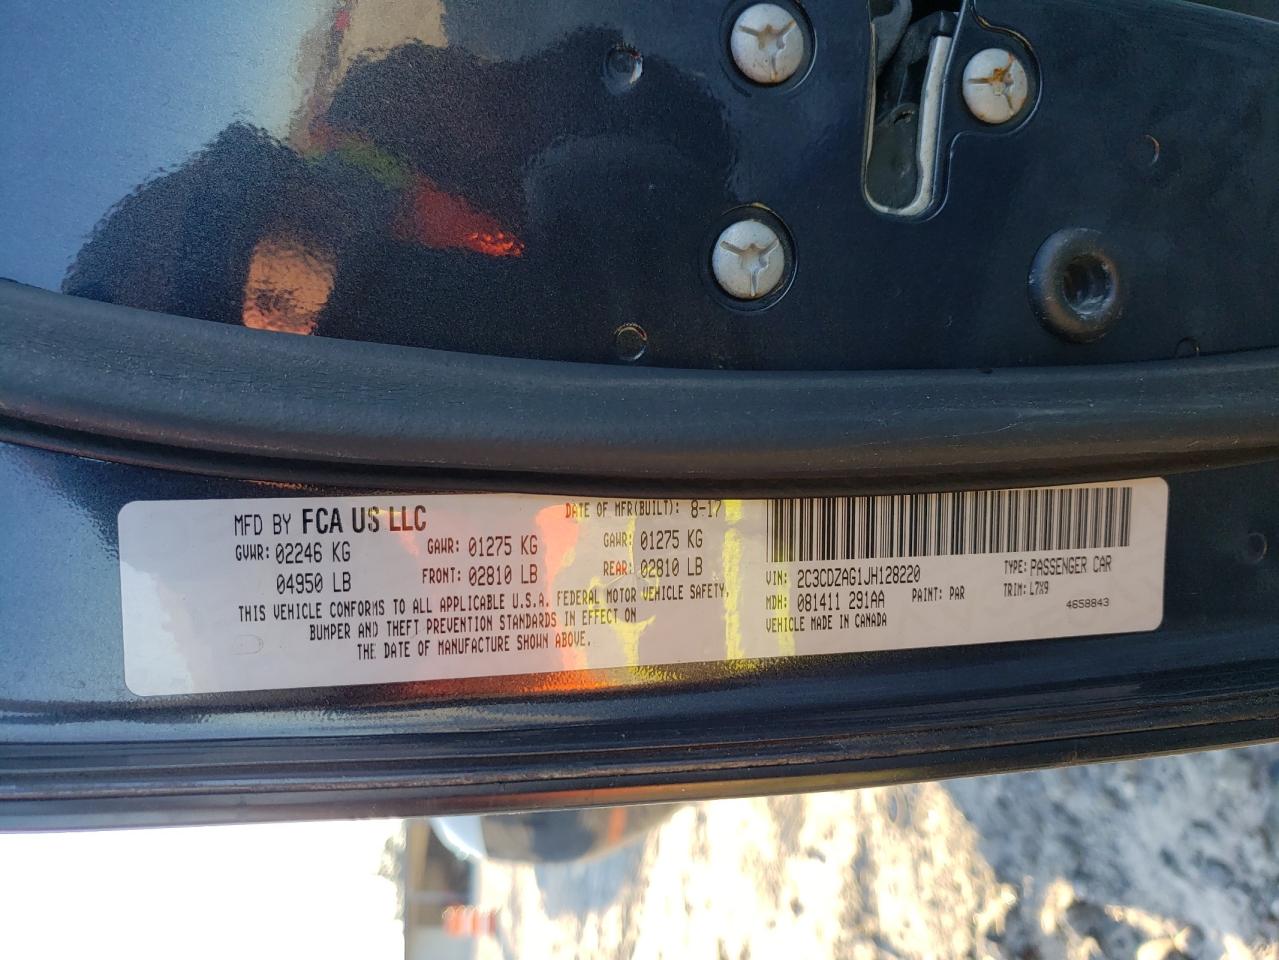 MFD BY FCA US LLC
DATE OF MFR(BUILT): 8-17
GVWR: 02246 KG GAWR: 01275 KG GAWR: 01275 KG
04950 LB FRONT: 02810 LB REAR: 02810 LB
THIS VEHICLE CONFORMS TO ALL APPLICABLE U.S.A. FEDERAL MOTOR VEHICLE SAFETY,
BUMPER AND THEFT PREVENTION STANDARDS IN EFFECT ON
THE DATE OF MANUFACTURE SHOWN ABOVE.
VIN: 2C3CDZAG1JH128220 TYPE: PASSENGER CAR
MDH: 081411 291AA PAINT: PAR TRIM: L7X9
VEHICLE MADE IN CANADA 4658843